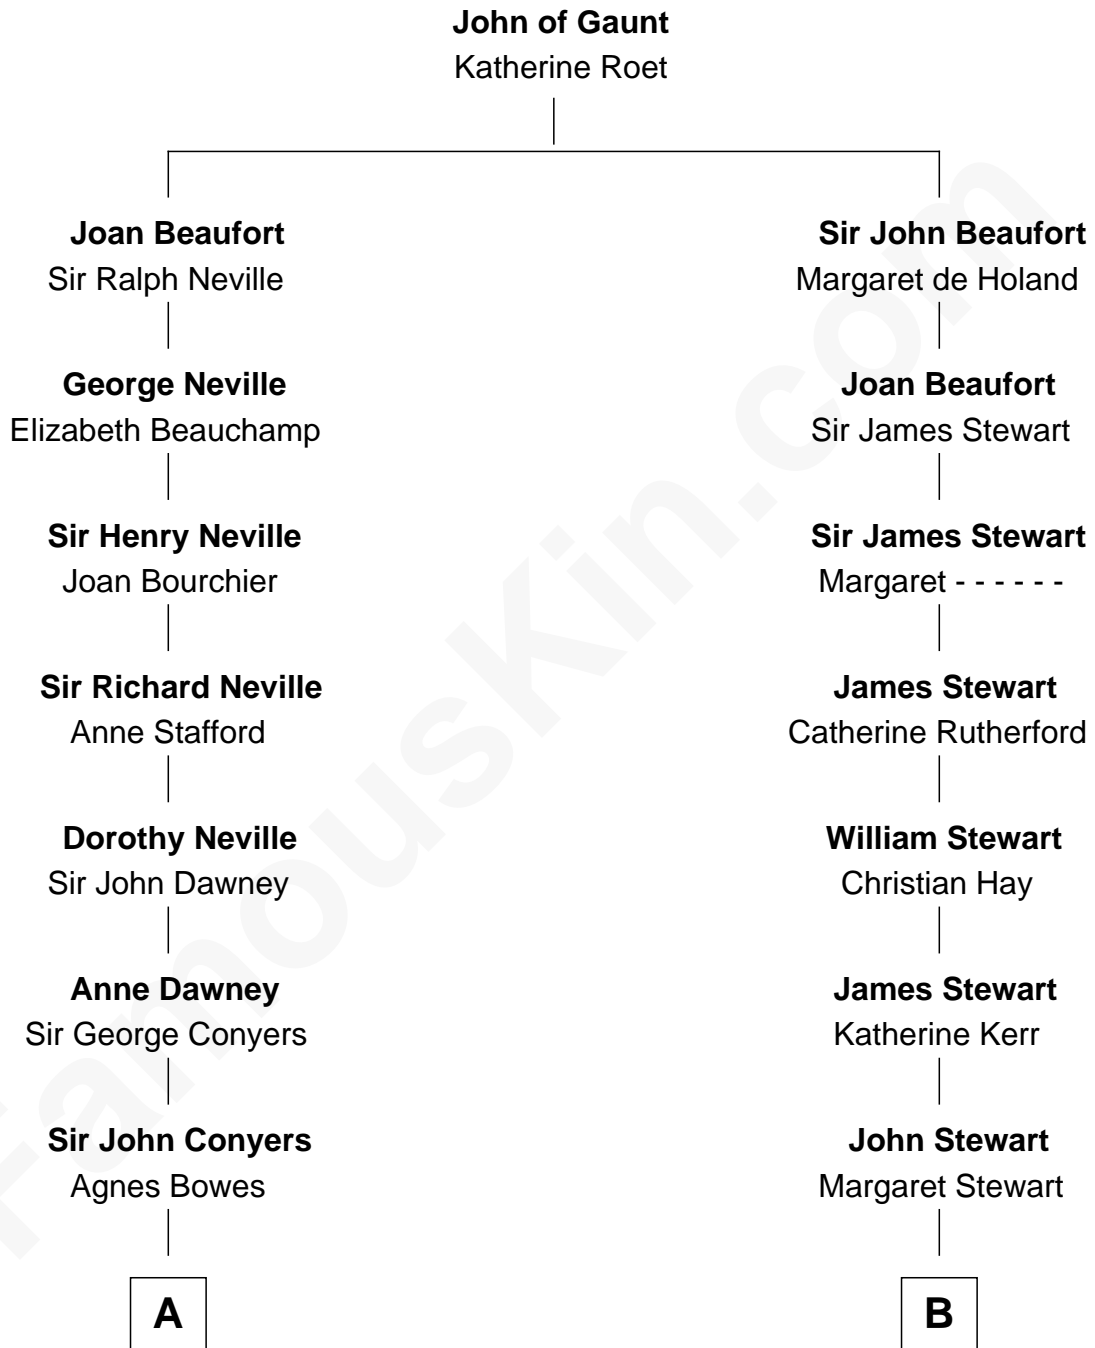 John of Gaunt
Katherine Roet
Joan Beaufort
Sir Ralph Neville
George Neville
Elizabeth Beauchamp
Sir Henry Neville
Joan Bourchier
Sir Richard Neville
Anne Stafford
Dorothy Neville
Sir John Dawney
Anne Dawney
Sir George Conyers
Sir John Conyers
Agnes Bowes
A
Sir John Beaufort
Margaret de Holand
Joan Beaufort
Sir James Stewart
Sir James Stewart
Margaret - - - - - -
James Stewart
Catherine Rutherford
William Stewart
Christian Hay
James Stewart
Katherine Kerr
John Stewart
Margaret Stewart
B
FamousKin.com